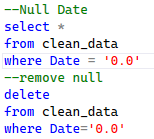 --Null Date
select *
from clean_data
where Date = '0.0'
--remove null
delete
from clean_data
where Date='0.0'